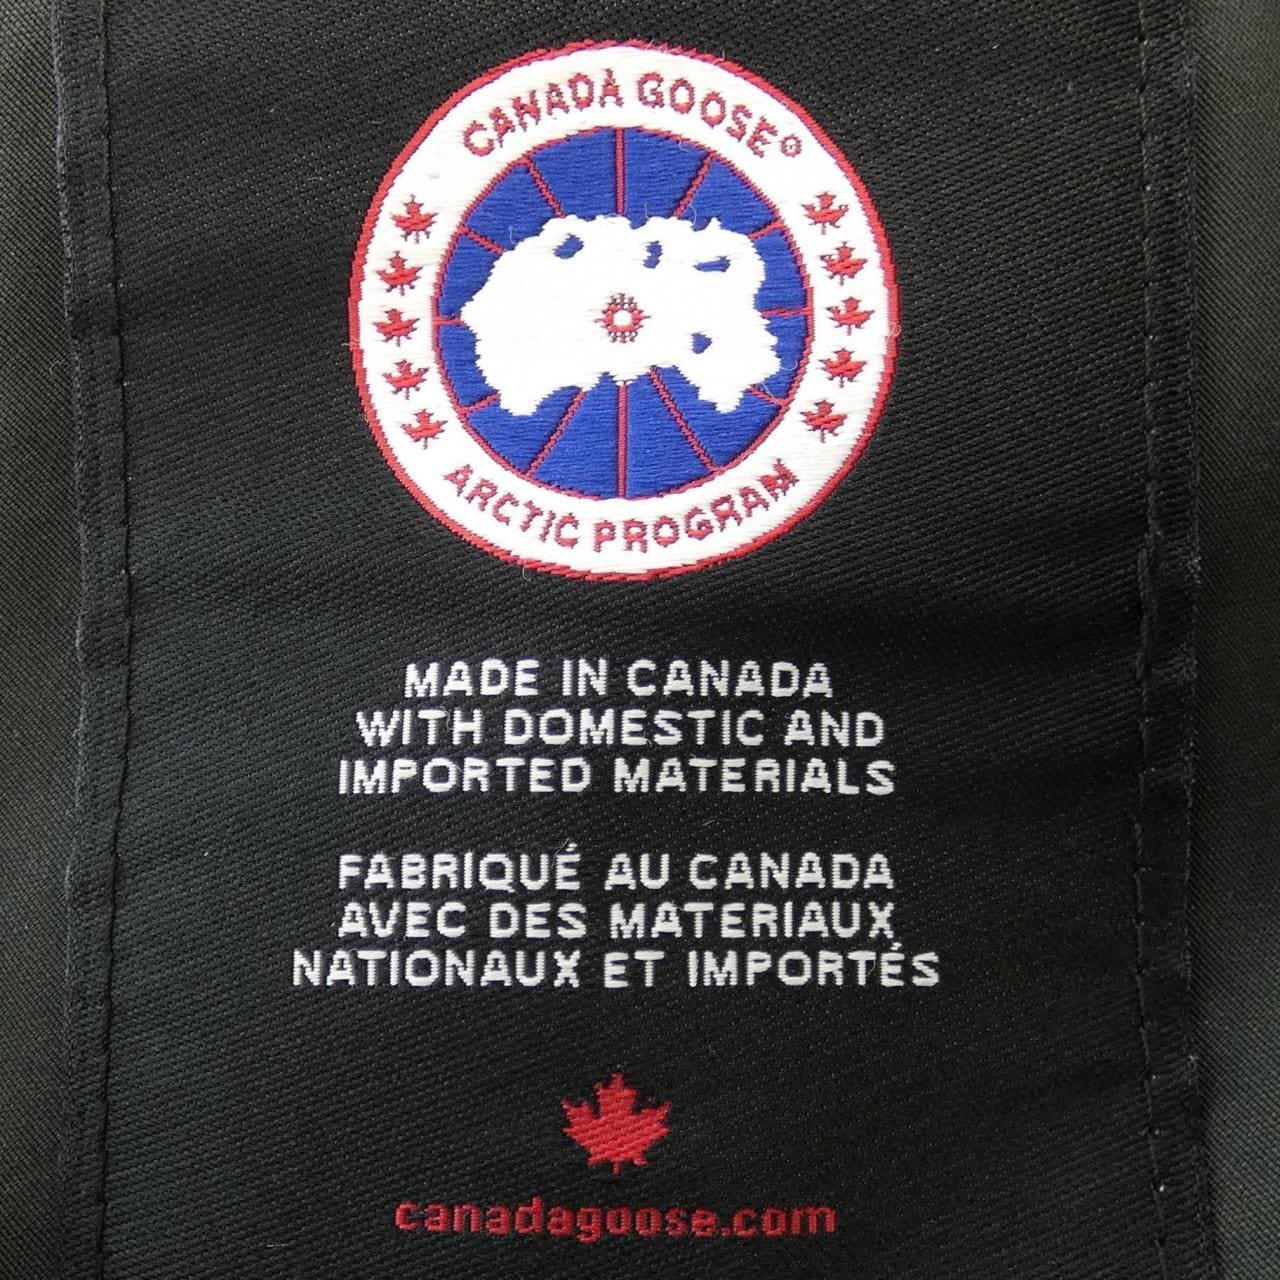 CANADA GOOSE®
ARCTIC PROGRAM
MADE IN CANADA
WITH DOMESTIC AND
IMPORTED MATERIALS
FABRIQUÉ AU CANADA
AVEC DES MATERIAUX
NATIONAUX ET IMPORTÉS
canadagoose.com